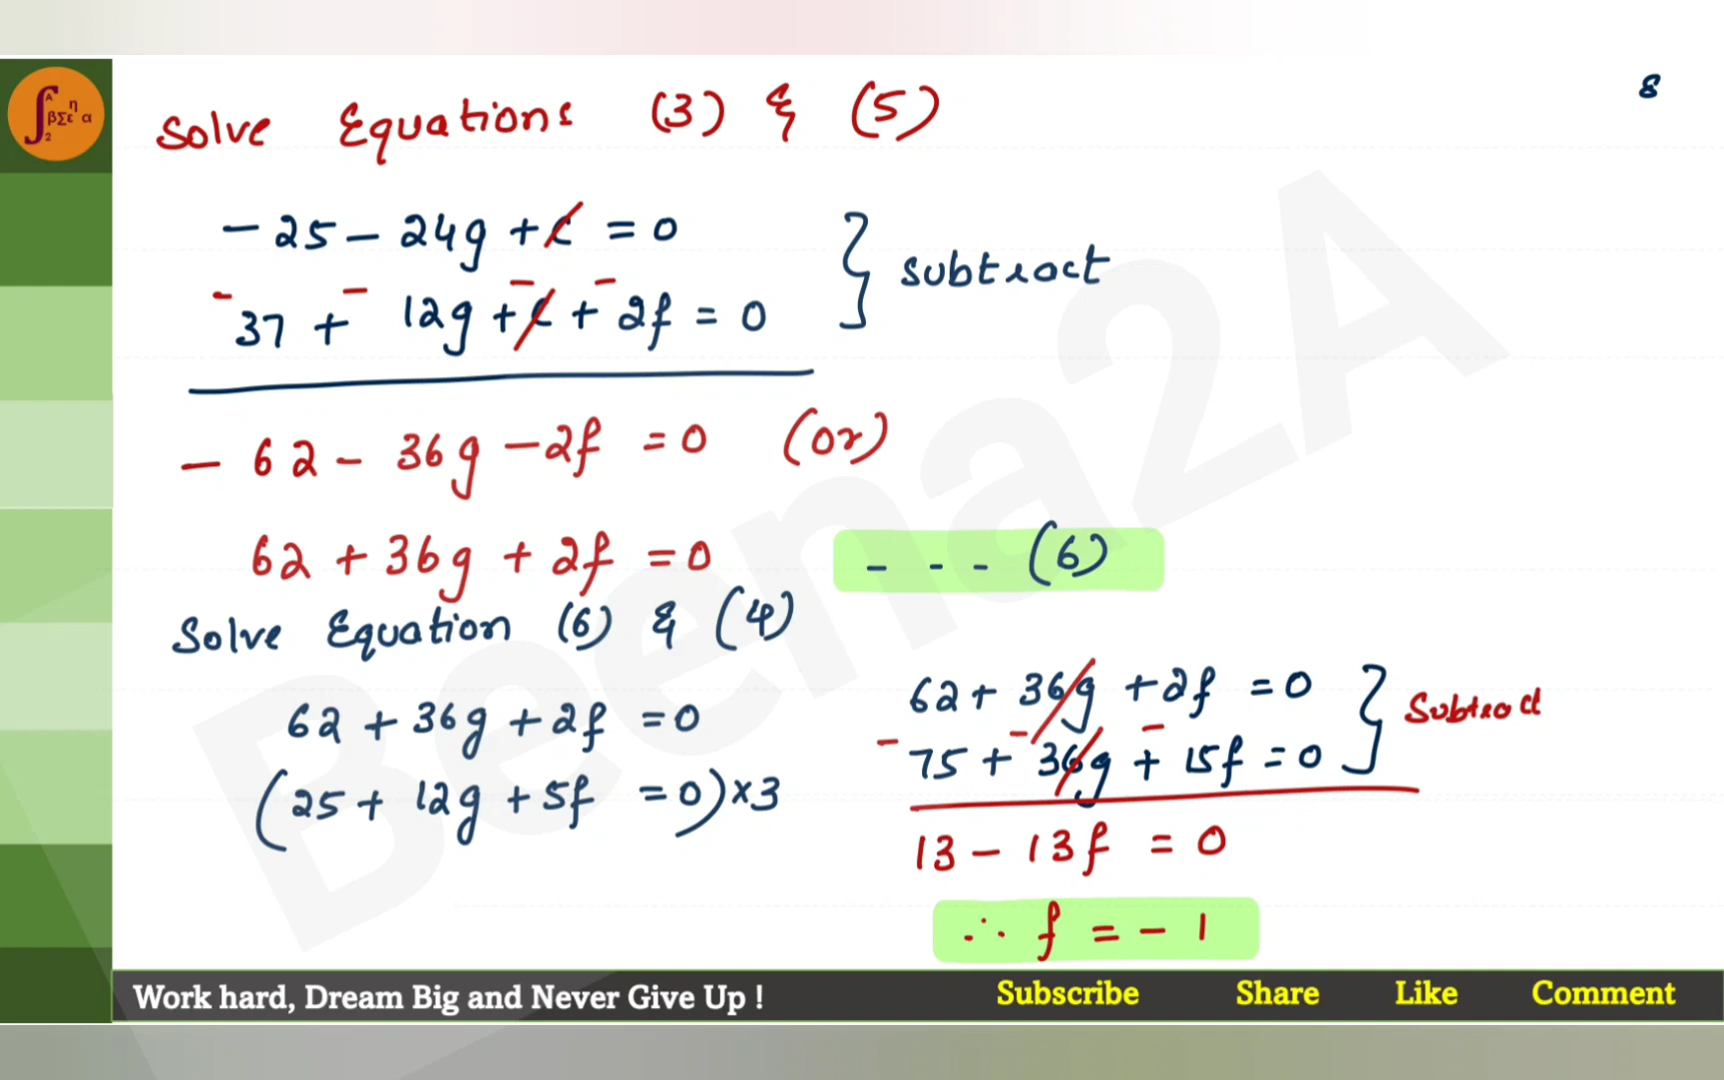 8
Solve Equations (3) & (5)
- 25 - 24g + c = 0
- - - -
37 + 12g + c + 2f = 0
} subtract
- 62 - 36g - 2f = 0 (or)
62 + 36g + 2f = 0 - - - (6)
Solve Equation (6) & (4)
62 + 36g + 2f = 0
(25 + 12g + 5f = 0) x 3
62 + 36g + 2f = 0
- - -
75 + 36g + 15f = 0
} Subtract
13 - 13f = 0
∴ f = - 1
Beena2A
Work hard, Dream Big and Never Give Up !
Subscribe Share Like Comment